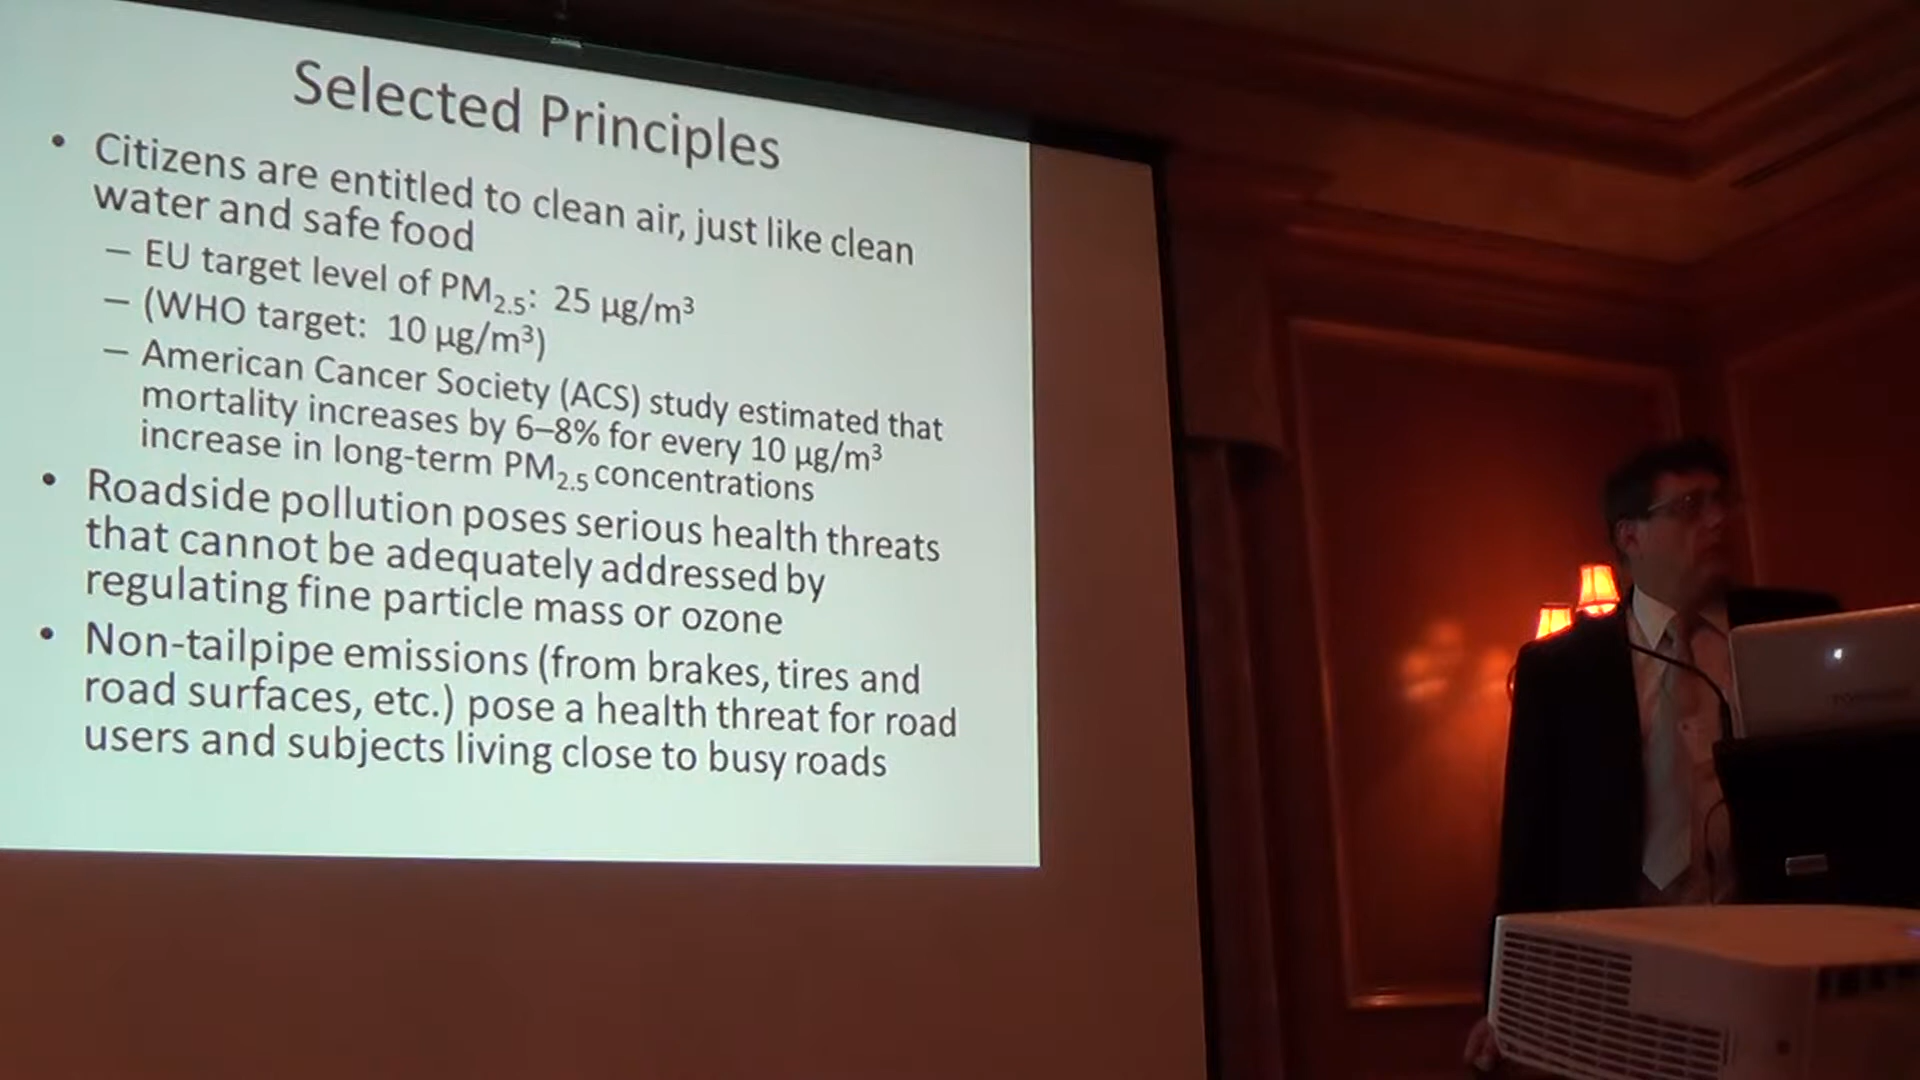 Selected Principles
• Citizens are entitled to clean air, just like clean
water and safe food
– EU target level of PM₂.₅: 25 µg/m³
– (WHO target: 10 µg/m³)
– American Cancer Society (ACS) study estimated that
mortality increases by 6–8% for every 10 µg/m³
increase in long-term PM₂.₅ concentrations
• Roadside pollution poses serious health threats
that cannot be adequately addressed by
regulating fine particle mass or ozone
• Non-tailpipe emissions (from brakes, tires and
road surfaces, etc.) pose a health threat for road
users and subjects living close to busy roads